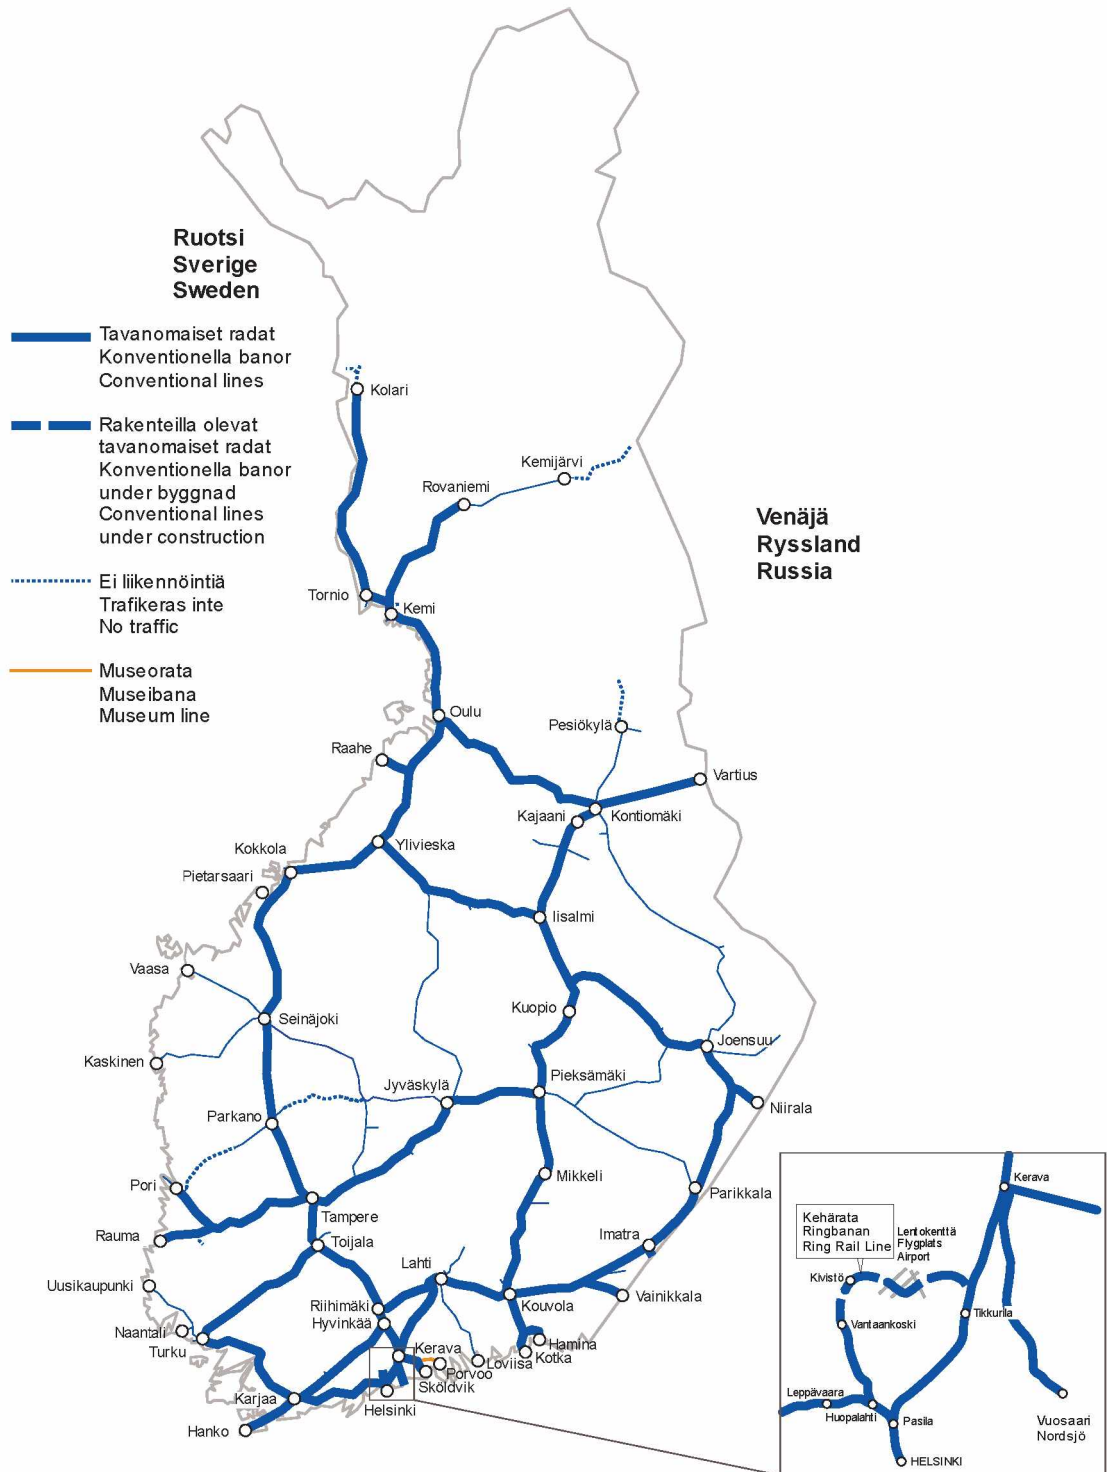 Ruotsi
Sverige
Sweden
Tavanomaiset radat
Konventionella banor
Conventional lines
Rakenteilla olevat
tavanomaiset radat
Konventionella banor
under byggnad
Conventional lines
under construction
Ei liikennöintiä
Trafikeras inte
No traffic
Museorata
Museibana
Museum line
Venäjä
Ryssland
Russia
Kolari
Kemijärvi
Rovaniemi
Tornio
Kemi
Oulu
Pesiökylä
Raahe
Vartius
Kajaani
Kontiomäki
Ylivieska
Kokkola
Pietarsaari
Iisalmi
Vaasa
Kuopio
Seinäjoki
Joensuu
Kaskinen
Pieksämäki
Jyväskylä
Niirala
Parkano
Mikkeli
Pori
Parikkala
Tampere
Rauma
Imatra
Toijala
Lahti
Uusikaupunki
Kouvola
Vainikkala
Riihimäki
Hyvinkää
Naantali
Turku
Hamina
Kerava
Kotka
Loviisa
Porvoo
Sköldvik
Karjaa
Helsinki
Hanko
Kerava
Kehärata
Ringbanan
Ring Rail Line
Lentokenttä
Flygplats
Airport
Kivistö
Tikkurila
Vantaankoski
Leppävaara
Huopalahti
Pasila
Vuosaari
Nordsjö
HELSINKI